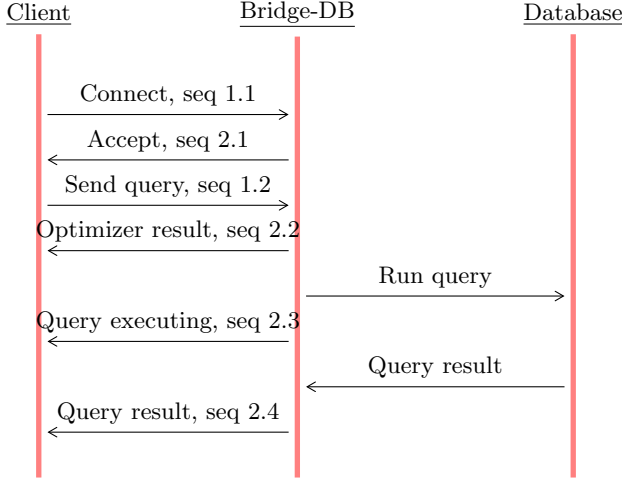 Client
Bridge-DB
Database
Connect, seq 1.1
Accept, seq 2.1
Send query, seq 1.2
Optimizer result, seq 2.2
Run query
Query executing, seq 2.3
Query result
Query result, seq 2.4